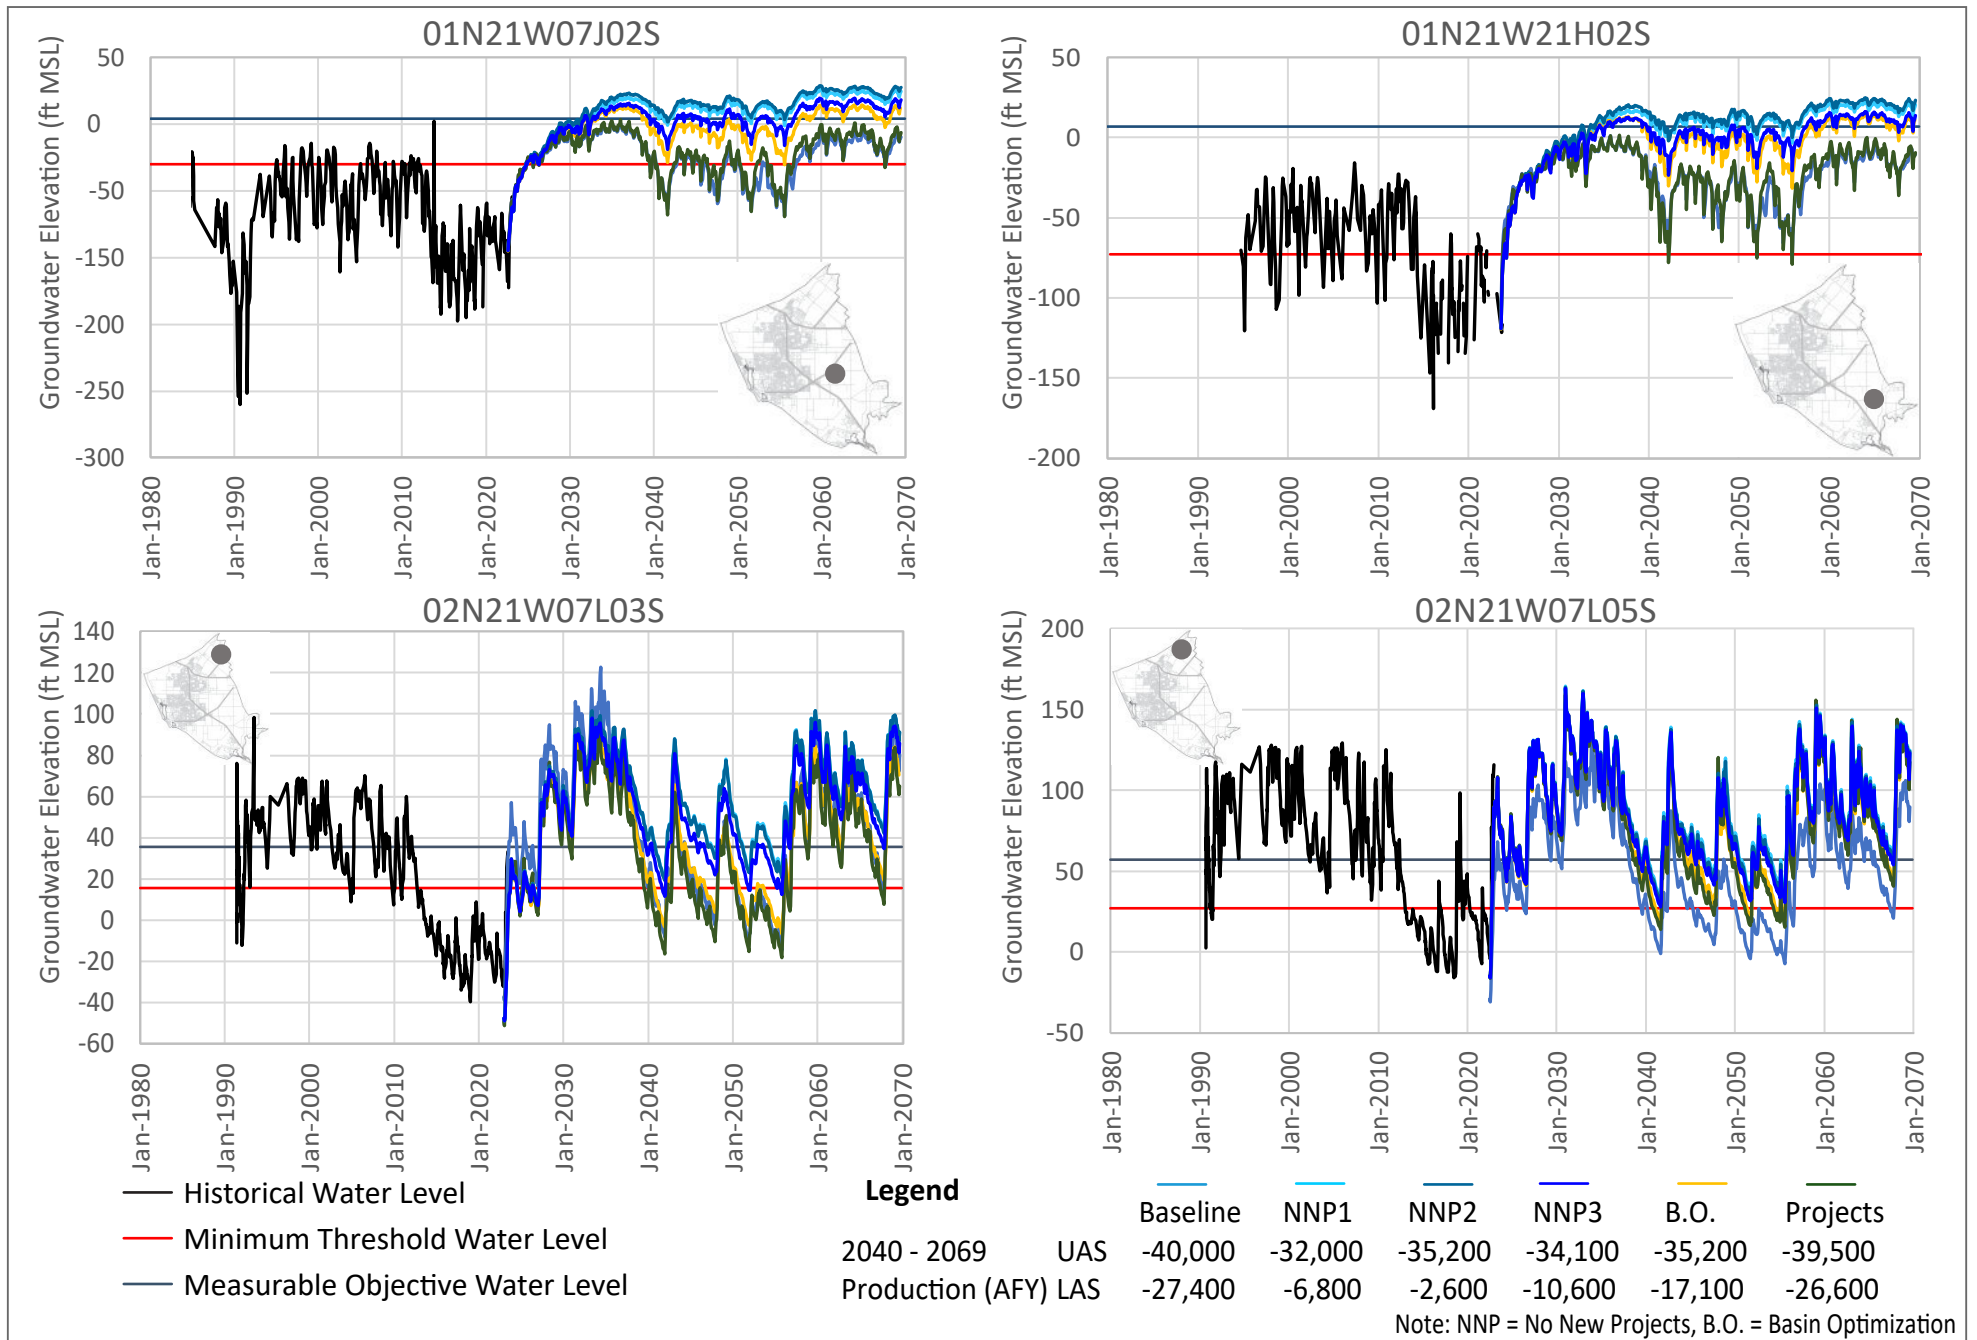 01N21W07J02S
Groundwater Elevation (ft MSL)
50
0
-50
-100
-150
-200
-250
-300
Jan-1980
Jan-1990
Jan-2000
Jan-2010
Jan-2020
Jan-2030
Jan-2040
Jan-2050
Jan-2060
Jan-2070
01N21W21H02S
Groundwater Elevation (ft MSL)
50
0
-50
-100
-150
-200
Jan-1980
Jan-1990
Jan-2000
Jan-2010
Jan-2020
Jan-2030
Jan-2040
Jan-2050
Jan-2060
Jan-2070
02N21W07L03S
Groundwater Elevation (ft MSL)
140
120
100
80
60
40
20
0
-20
-40
-60
Jan-1980
Jan-1990
Jan-2000
Jan-2010
Jan-2020
Jan-2030
Jan-2040
Jan-2050
Jan-2060
Jan-2070
02N21W07L05S
Groundwater Elevation (ft MSL)
200
150
100
50
0
-50
Jan-1980
Jan-1990
Jan-2000
Jan-2010
Jan-2020
Jan-2030
Jan-2040
Jan-2050
Jan-2060
Jan-2070
Historical Water Level
Minimum Threshold Water Level
Measurable Objective Water Level
Legend
Baseline NNP1 NNP2 NNP3 B.O. Projects
2040 - 2069 UAS -40,000 -32,000 -35,200 -34,100 -35,200 -39,500
Production (AFY) LAS -27,400 -6,800 -2,600 -10,600 -17,100 -26,600
Note: NNP = No New Projects, B.O. = Basin Optimization